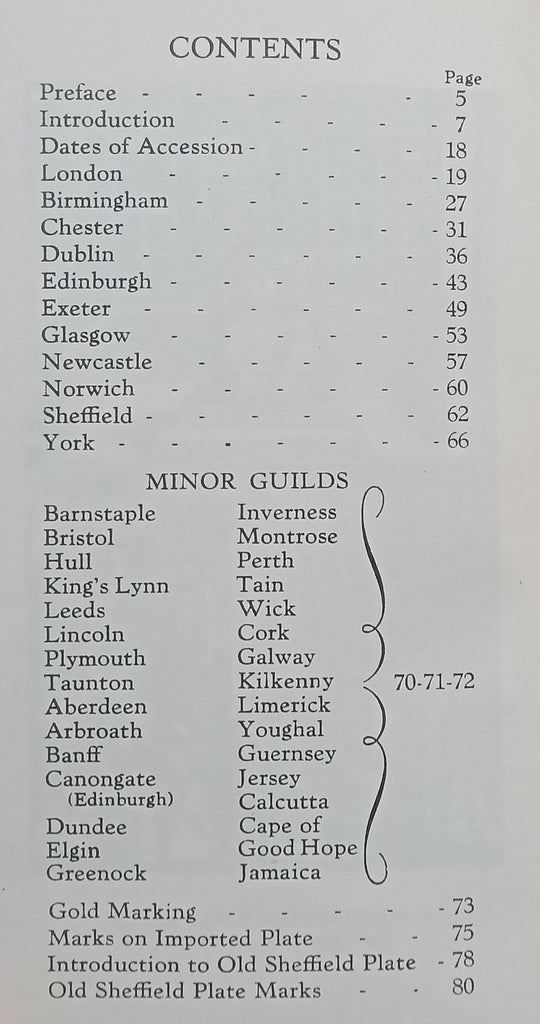 CONTENTS
Page
Preface - - - - - 5
Introduction - - - - - 7
Dates of Accession - - - - 18
London - - - - - - 19
Birmingham - - - - - 27
Chester - - - - - - 31
Dublin - - - - - - 36
Edinburgh - - - - - - 43
Exeter - - - - - - 49
Glasgow - - - - - - 53
Newcastle - - - - - 57
Norwich - - - - - - 60
Sheffield - - - - - - 62
York - - - - - - - 66
MINOR GUILDS
Barnstaple
Bristol
Hull
King's Lynn
Leeds
Lincoln
Plymouth
Taunton
Aberdeen
Arbroath
Banff
Canongate
(Edinburgh)
Dundee
Elgin
Greenock
Inverness
Montrose
Perth
Tain
Wick
Cork
Galway
Kilkenny
Limerick
Youghal
Guernsey
Jersey
Calcutta
Cape of
Good Hope
Jamaica
70-71-72
Gold Marking - - - - - 73
Marks on Imported Plate - - 75
Introduction to Old Sheffield Plate - 78
Old Sheffield Plate Marks - - 80